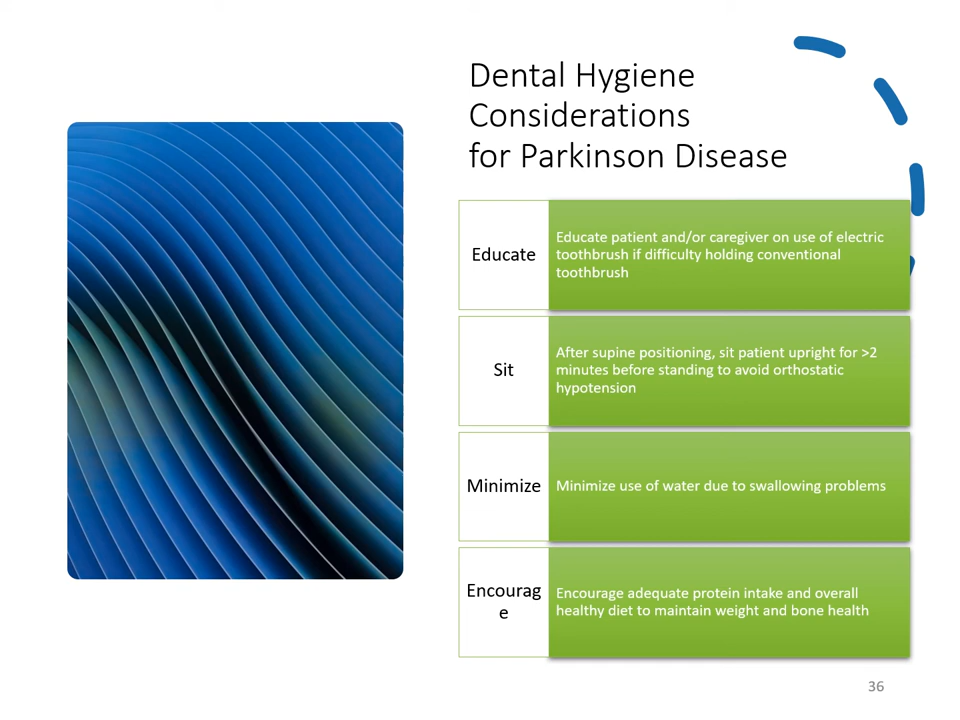 Dental Hygiene
Considerations
for Parkinson Disease
Educate
Educate patient and/or caregiver on use of electric
toothbrush if difficulty holding conventional
toothbrush
Sit
After supine positioning, sit patient upright for >2
minutes before standing to avoid orthostatic
hypotension
Minimize
Minimize use of water due to swallowing problems
Encourag
e
Encourage adequate protein intake and overall
healthy diet to maintain weight and bone health
36